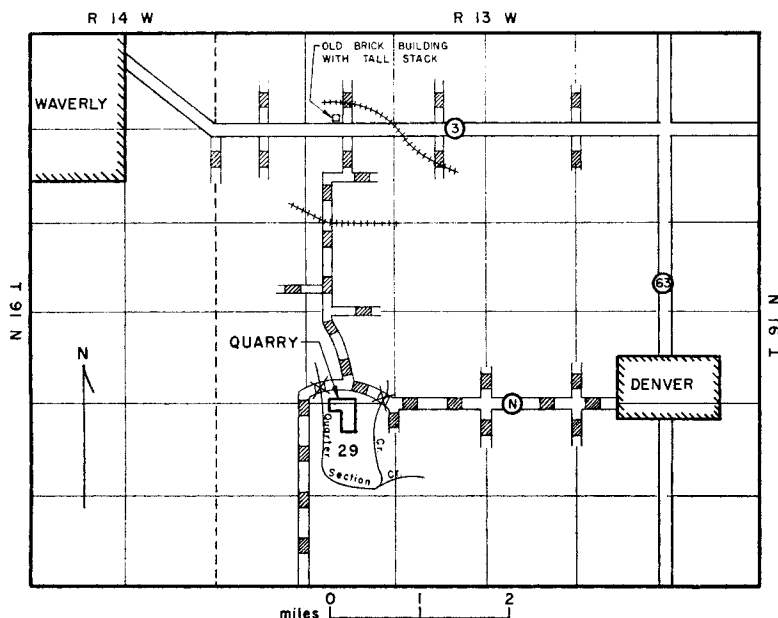 R 14 W
R 13 W
OLD BRICK BUILDING
WITH TALL STACK
WAVERLY
3
T 91 N
63
T 91 N
N
QUARRY
DENVER
N
29
Quarter
Section
Cr.
Cr.
0 1 2
miles